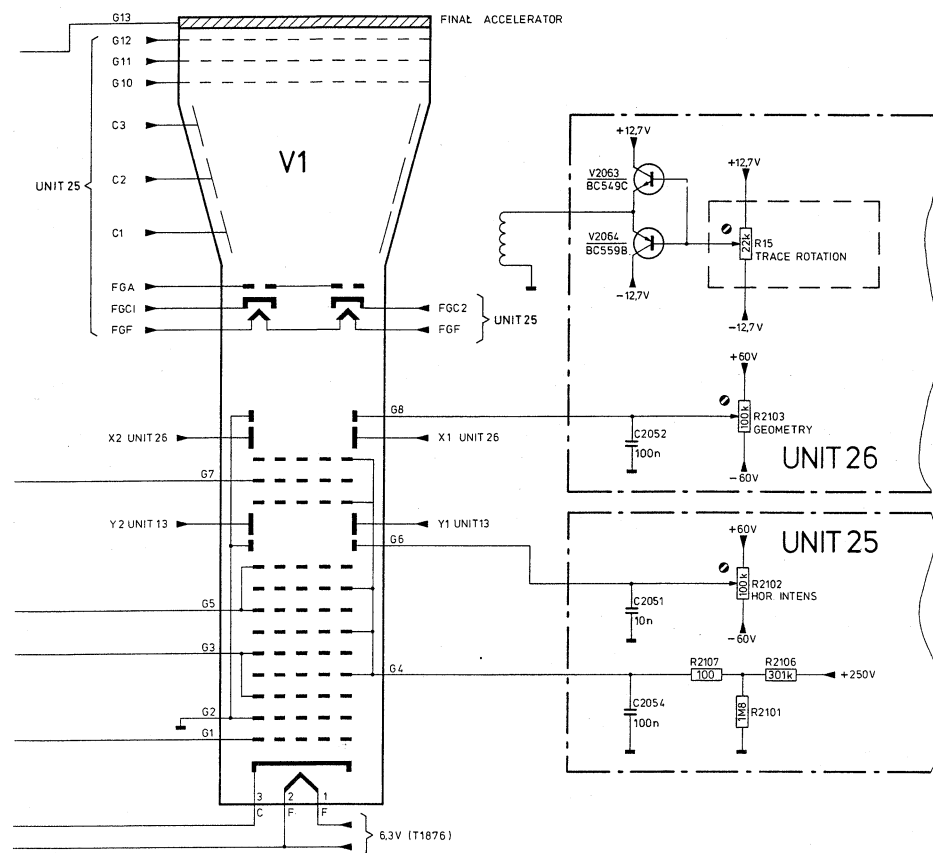 G13
FINAL ACCELERATOR
G12
G11
G10
C3
V1
C2
UNIT 25
C1
FGA
FGC1
FGC2
UNIT 25
FGF
FGF
+12,7V
V2063
BC549C
+12,7V
V2064
BC559B
22k
R15
TRACE ROTATION
-12,7V
-12,7V
+60V
G8
100k
R2103
GEOMETRY
X2 UNIT 26
X1 UNIT 26
C2052
100n
-60V
UNIT 26
G7
Y2 UNIT 13
Y1 UNIT 13
G6
+60V
UNIT 25
100k
R2102
HOR INTENS
G5
C2051
10n
-60V
G3
G4
R2107
100
R2106
301k
+250V
C2054
100n
1M8
R2101
G2
G1
3 2 1
C F F
6,3V (T1876)